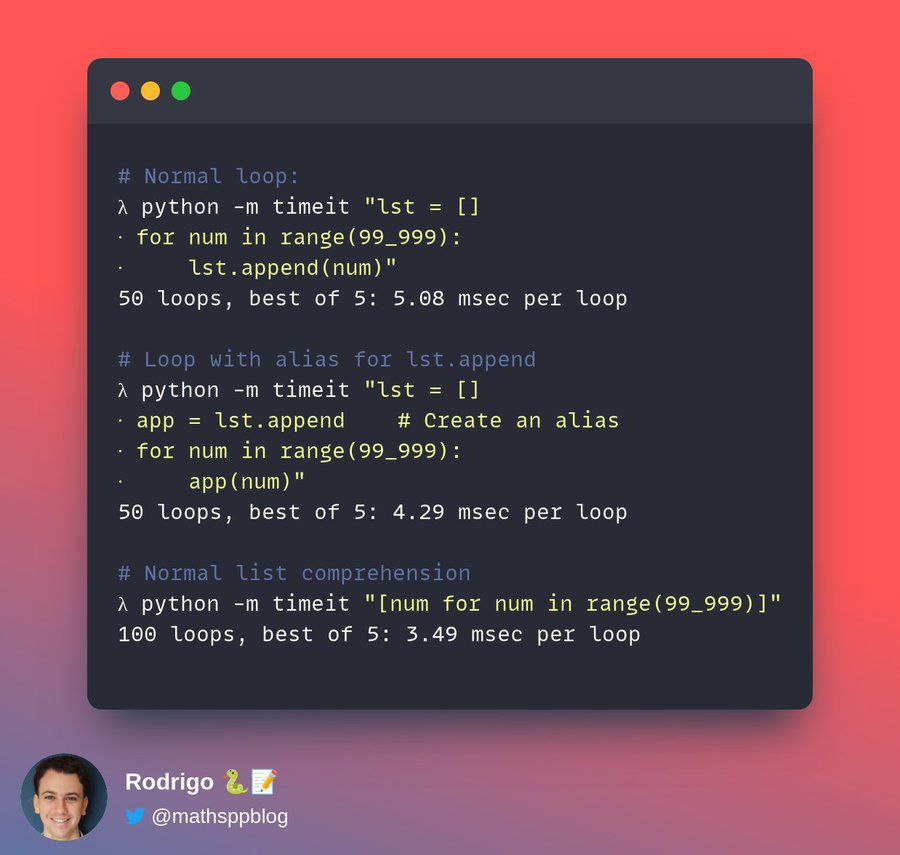 # Normal loop:
λ python -m timeit "lst = []
· for num in range(99_999):
·     lst.append(num)"
50 loops, best of 5: 5.08 msec per loop
# Loop with alias for lst.append
λ python -m timeit "lst = []
· app = lst.append    # Create an alias
· for num in range(99_999):
·     app(num)"
50 loops, best of 5: 4.29 msec per loop
# Normal list comprehension
λ python -m timeit "[num for num in range(99_999)]"
100 loops, best of 5: 3.49 msec per loop
Rodrigo 🐍📝
@mathsppblog